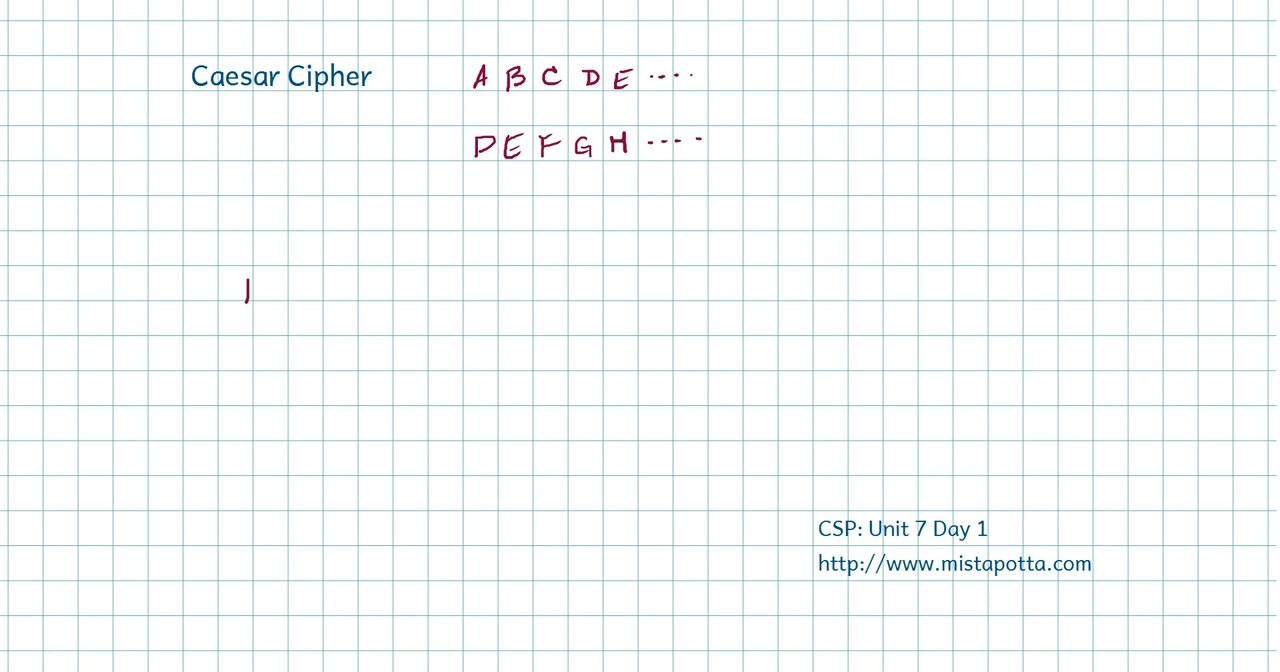 Caesar Cipher A B C D E .....
D E F G H .....
CSP: Unit 7 Day 1
http://www.mistapotta.com